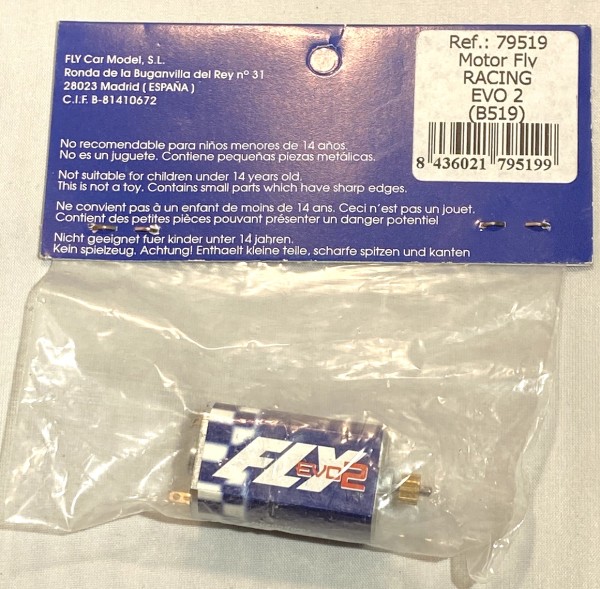 FLY Car Model, S.L.
Ronda de la Buganvilla del Rey nº 31
28023 Madrid ( ESPAÑA )
C.I.F. B-81410672
Ref.: 79519
Motor Fly
RACING
EVO 2
(B519)
8 436021 795199
No recomendable para niños menores de 14 años.
No es un juguete. Contiene pequeñas piezas metálicas.
Not suitable for children under 14 years old.
This is not a toy. Contains small parts which have sharp edges.
Ne convient pas à un enfant de moins de 14 ans. Ceci n'est pas un jouet.
Contient des petites pièces pouvant présenter un danger potentiel
Nicht geeignet fuer kinder unter 14 jahren.
Kein spielzeug. Achtung! Enthaelt kleine teile, scharfe spitzen und kanten
FLY
EVO 2